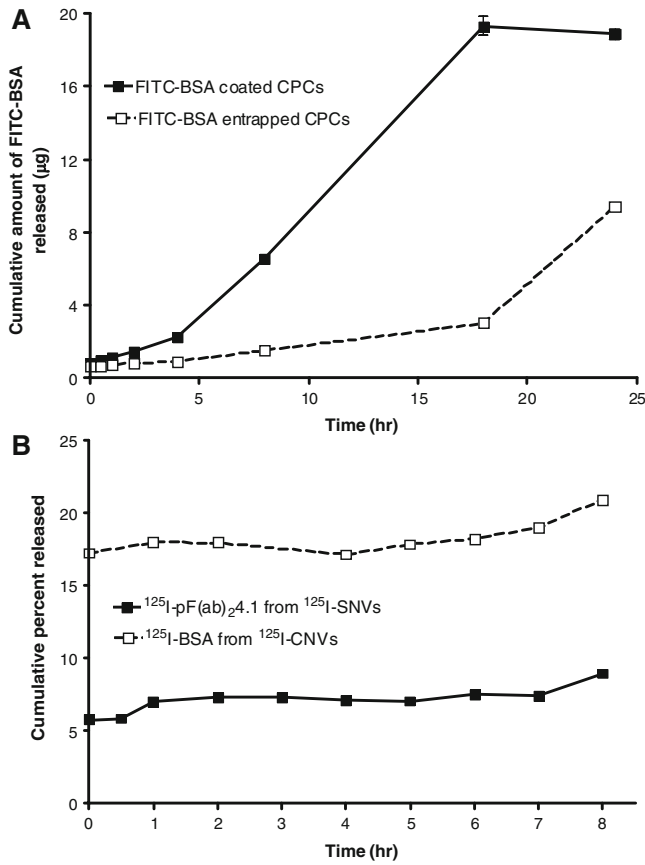 A
Cumulative amount of FITC-BSA
released (µg)
20
16
12
8
4
0
FITC-BSA coated CPCs
FITC-BSA entrapped CPCs
0 5 10 15 20 25
Time (hr)
B
Cumulative percent released
25
20
15
10
5
0
¹²⁵I-pF(ab)₂4.1 from ¹²⁵I-SNVs
¹²⁵I-BSA from ¹²⁵I-CNVs
0 1 2 3 4 5 6 7 8
Time (hr)